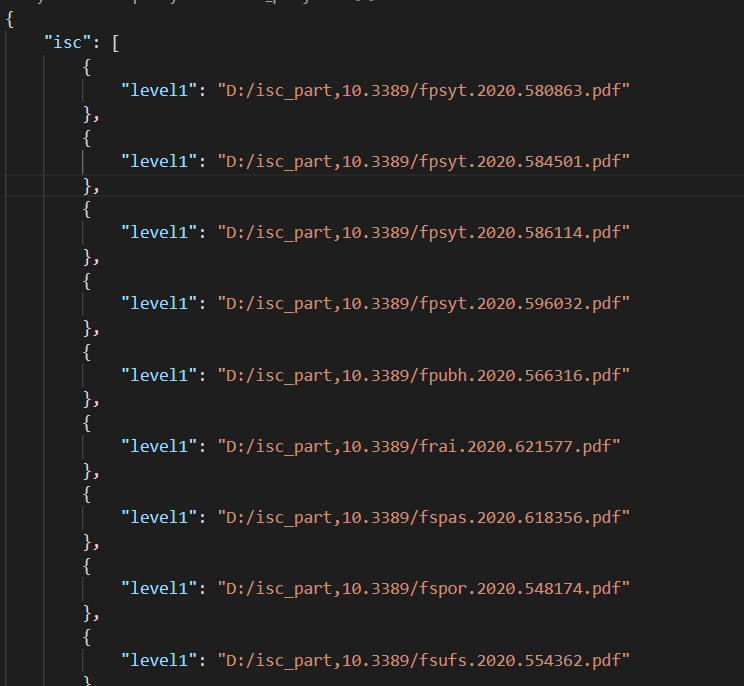 {
"isc": [
{
"level1": "D:/isc_part,10.3389/fpsyt.2020.580863.pdf"
},
{
"level1": "D:/isc_part,10.3389/fpsyt.2020.584501.pdf"
},
{
"level1": "D:/isc_part,10.3389/fpsyt.2020.586114.pdf"
},
{
"level1": "D:/isc_part,10.3389/fpsyt.2020.596032.pdf"
},
{
"level1": "D:/isc_part,10.3389/fpubh.2020.566316.pdf"
},
{
"level1": "D:/isc_part,10.3389/frai.2020.621577.pdf"
},
{
"level1": "D:/isc_part,10.3389/fspas.2020.618356.pdf"
},
{
"level1": "D:/isc_part,10.3389/fspor.2020.548174.pdf"
},
{
"level1": "D:/isc_part,10.3389/fsufs.2020.554362.pdf"
}